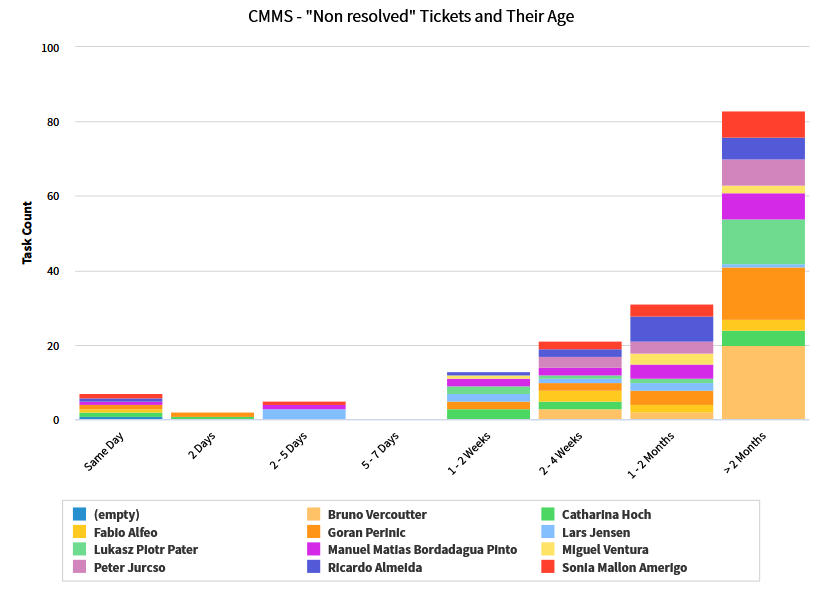 CMMS - "Non resolved" Tickets and Their Age
100
80
60
40
20
0
Task Count
Same Day
2 Days
2 - 5 Days
5 - 7 Days
1 - 2 Weeks
2 - 4 Weeks
1 - 2 Months
> 2 Months
(empty)
Bruno Vercoutter
Catharina Hoch
Fabio Alfeo
Goran Perinic
Lars Jensen
Lukasz Piotr Pater
Manuel Matias Bordadagua Pinto
Miguel Ventura
Peter Jurcso
Ricardo Almeida
Sonia Mallon Amerigo